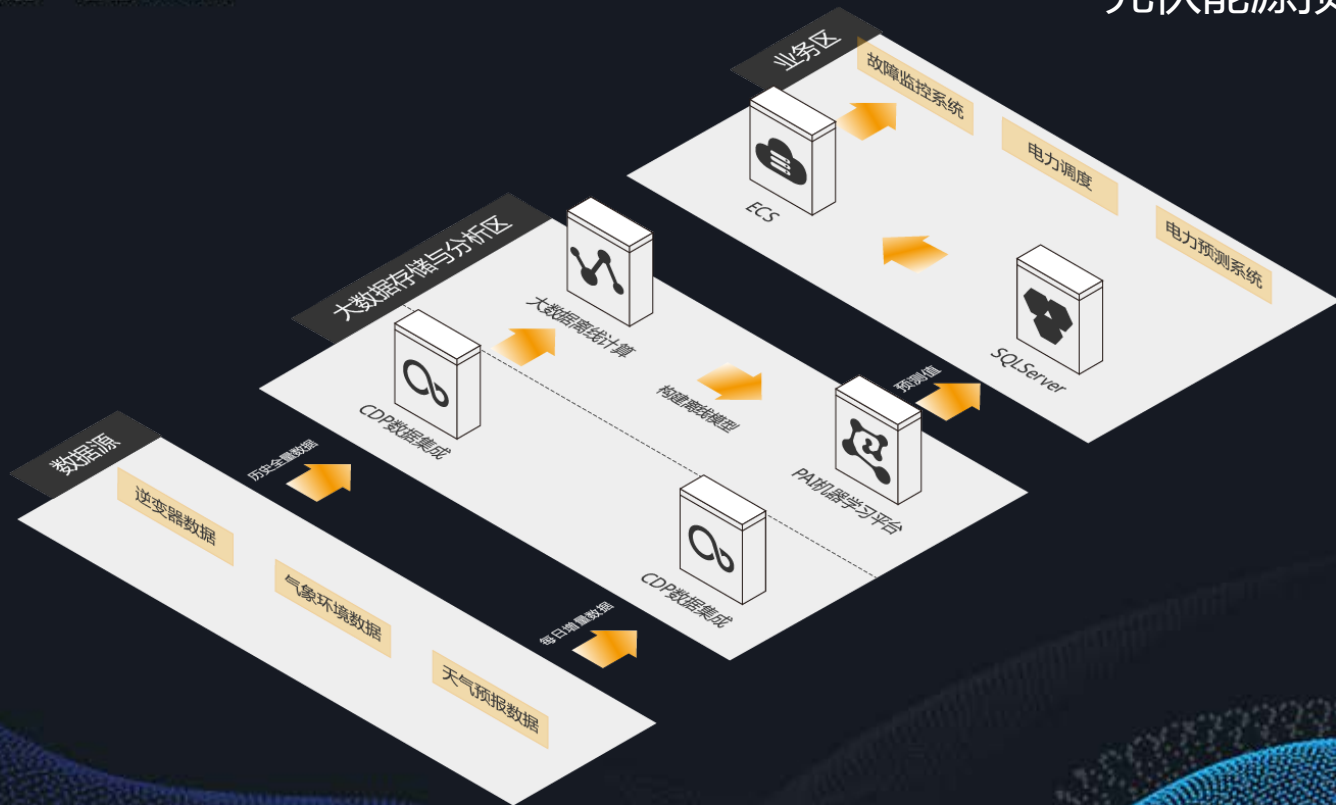 业务区
故障监控系统
电力调度
电力预测系统
ECS
SQLServer
大数据存储与分析区
大数据离线计算
CDP数据集成
构建离线模型
预测值
PAI机器学习平台
CDP数据集成
数据源
历史全量数据
逆变器数据
气象环境数据
天气预报数据
每日增量数据